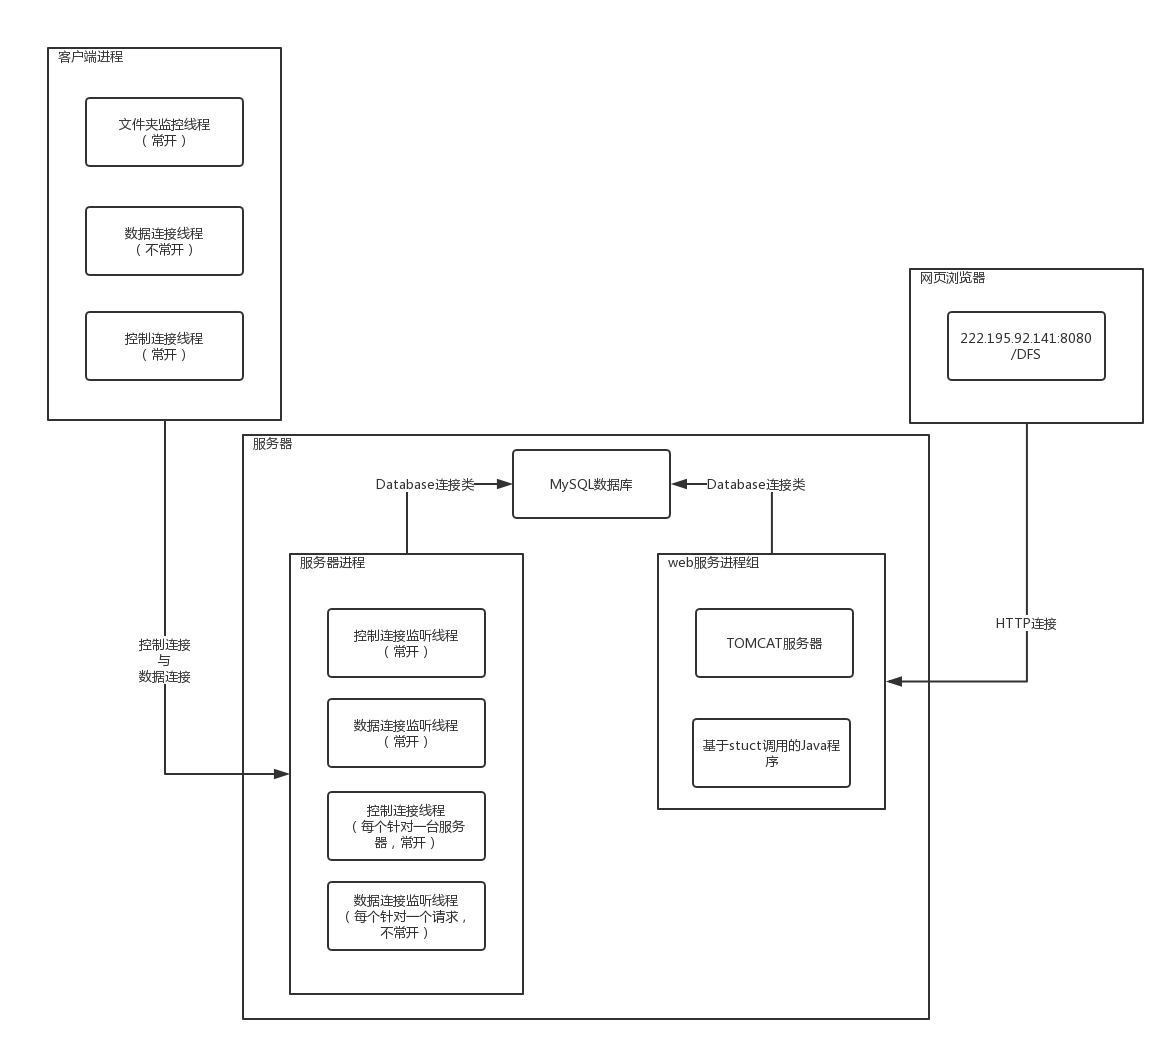 客户端进程
文件夹监控线程
（常开）
数据连接线程
（不常开）
控制连接线程
（常开）
网页浏览器
222.195.92.141:8080
/DFS
服务器
Database连接类
MySQL数据库
Database连接类
服务器进程
web服务进程组
控制连接监听线程
（常开）
TOMCAT服务器
HTTP连接
控制连接
与
数据连接
数据连接监听线程
（常开）
基于stuct调用的Java程
序
控制连接线程
（每个针对一台服务
器，常开）
数据连接监听线程
（每个针对一个请求，
不常开）